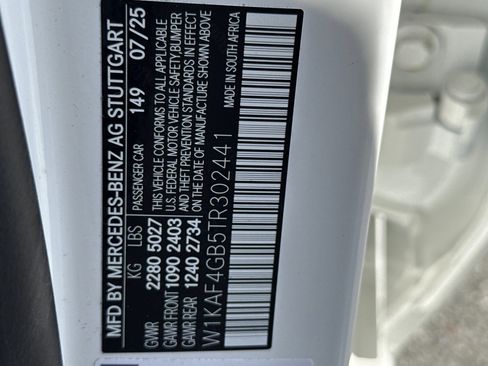 MFD BY MERCEDES-BENZ AG STUTTGART
PASSENGER CAR 149 07/25
KG LBS
GVWR 2280 5027
GAWR FRONT 1090 2403
GAWR REAR 1240 2734
THIS VEHICLE CONFORMS TO ALL APPLICABLE
U.S. FEDERAL MOTOR VEHICLE SAFETY, BUMPER
AND THEFT PREVENTION STANDARDS IN EFFECT
ON THE DATE OF MANUFACTURE SHOWN ABOVE
MADE IN SOUTH AFRICA
W1KAF4GB5TR302441